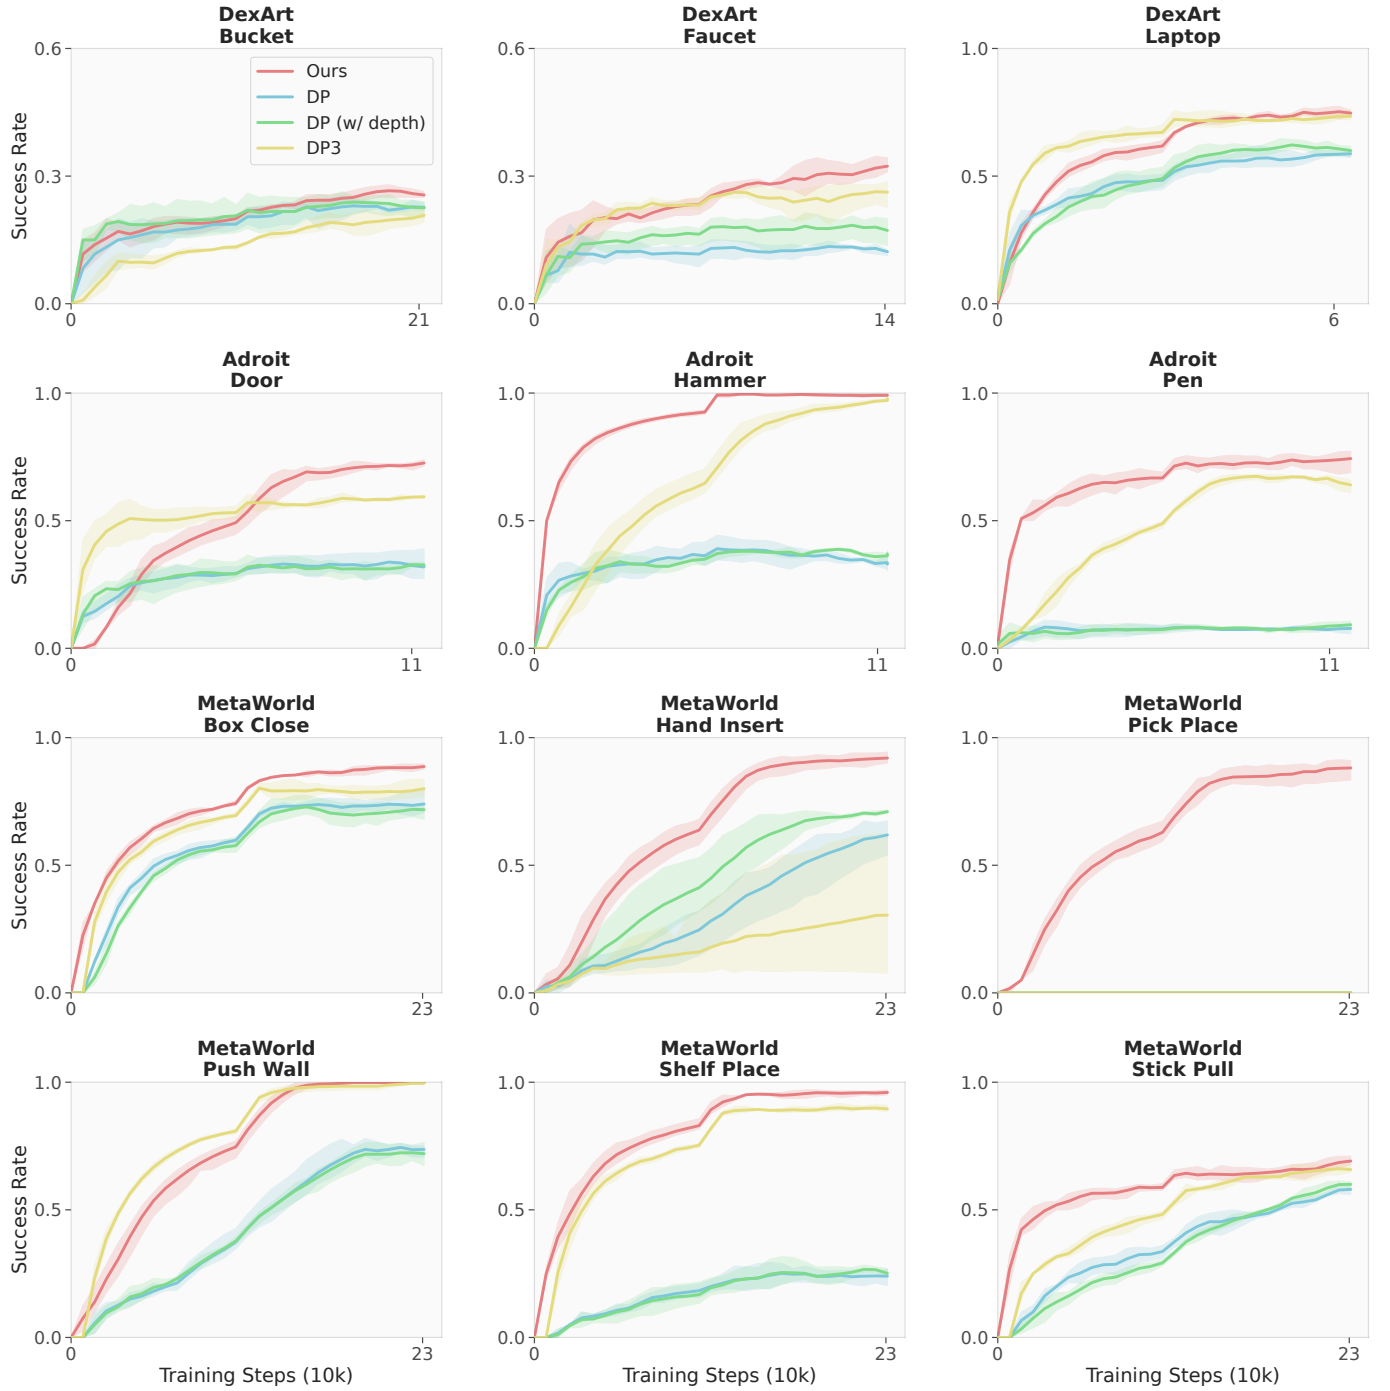 DexArt
Bucket
DexArt
Faucet
DexArt
Laptop
Success Rate
0.6
0.3
0.0
0
21
Ours
DP
DP (w/ depth)
DP3
0.6
0.3
0.0
0
14
1.0
0.5
0.0
0
6
Adroit
Door
Adroit
Hammer
Adroit
Pen
Success Rate
1.0
0.5
0.0
0
11
1.0
0.5
0.0
0
11
1.0
0.5
0.0
0
11
MetaWorld
Box Close
MetaWorld
Hand Insert
MetaWorld
Pick Place
Success Rate
1.0
0.5
0.0
0
23
1.0
0.5
0.0
0
23
1.0
0.5
0.0
0
23
MetaWorld
Push Wall
MetaWorld
Shelf Place
MetaWorld
Stick Pull
Success Rate
1.0
0.5
0.0
0
23
Training Steps (10k)
1.0
0.5
0.0
0
23
Training Steps (10k)
1.0
0.5
0.0
0
23
Training Steps (10k)